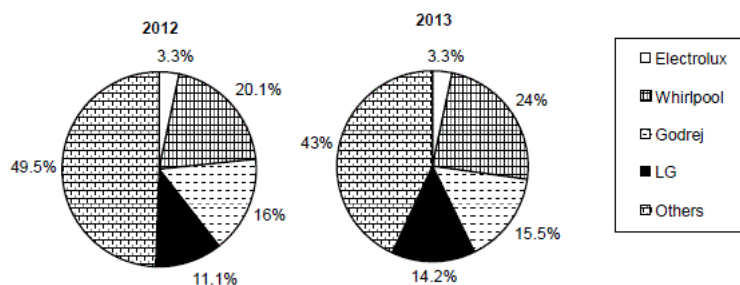 2012
3.3%
20.1%
49.5%
16%
11.1%
2013
3.3%
24%
43%
15.5%
14.2%
Electrolux
Whirlpool
Godrej
LG
Others